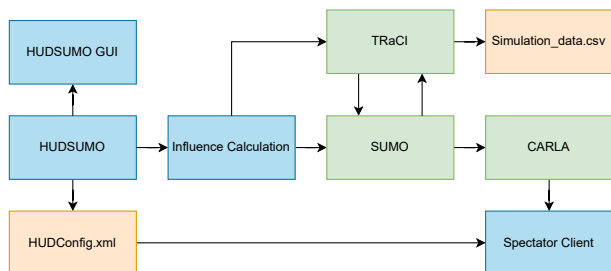 TRaCI
Simulation_data.csv
HUDSUMO GUI
HUDSUMO
Influence Calculation
SUMO
CARLA
HUDConfig.xml
Spectator Client